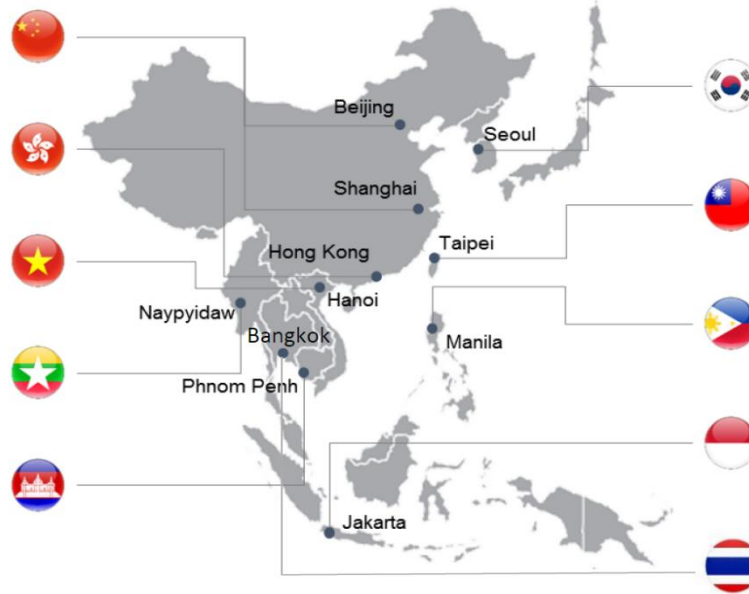 Beijing
Seoul
Shanghai
Taipei
Hong Kong
Hanoi
Naypyidaw
Bangkok
Manila
Phnom Penh
Jakarta